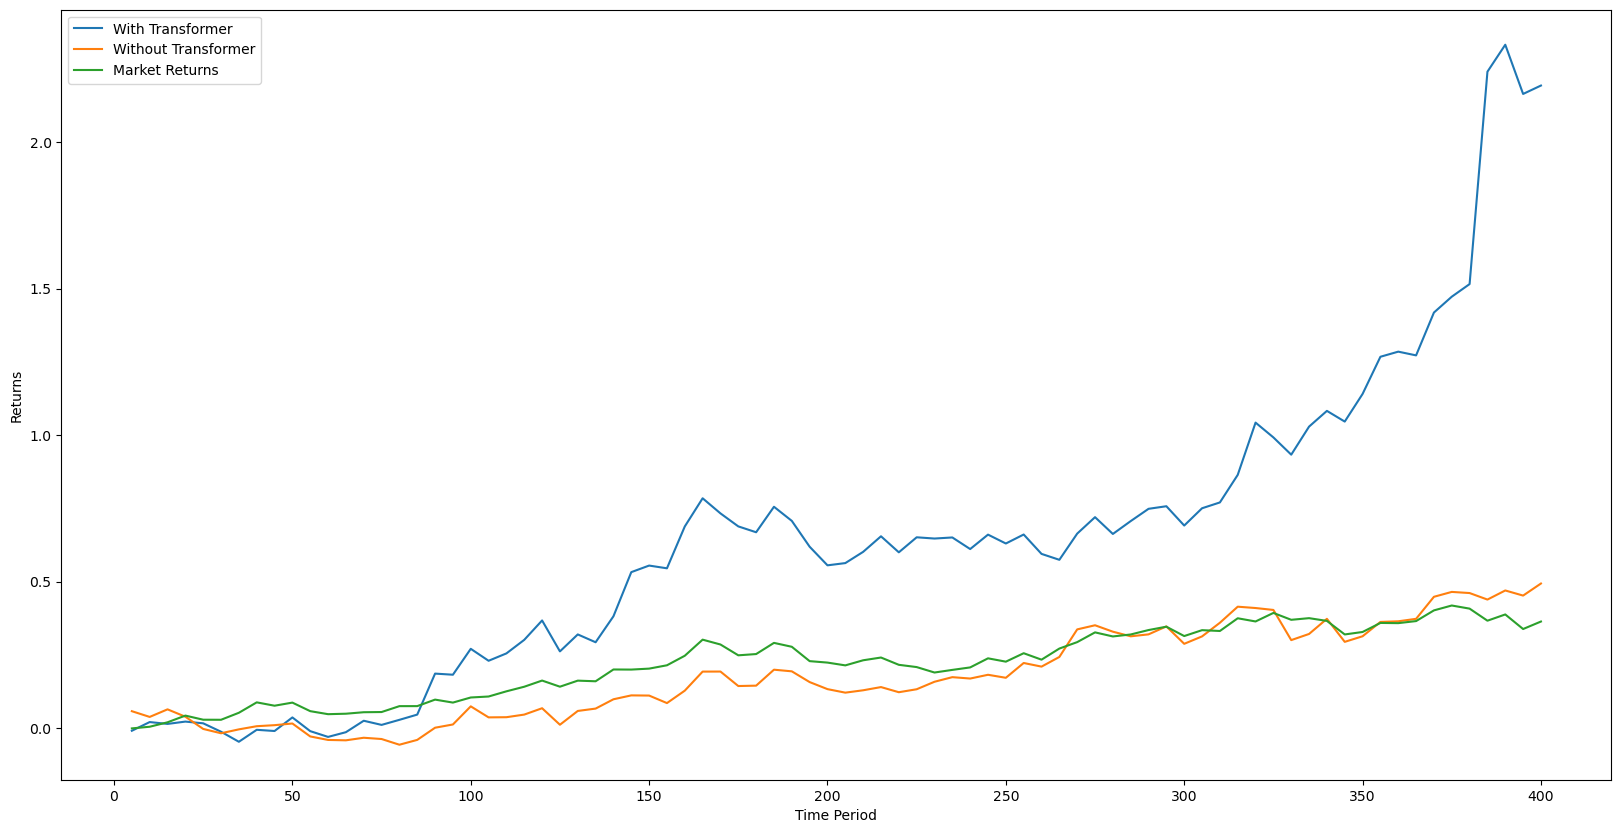 With Transformer
Without Transformer
Market Returns
2.0
1.5
1.0
0.5
0.0
Returns
0
50
100
150
200
250
300
350
400
Time Period